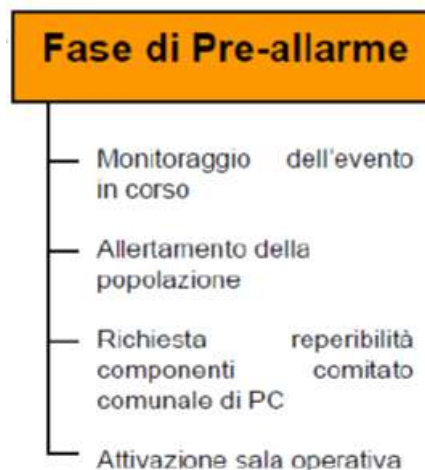 Fase di Pre-allarme
Monitoraggio dell'evento
in corso
Allertamento della
popolazione
Richiesta reperibilità
componenti comitato
comunale di PC
Attivazione sala operativa